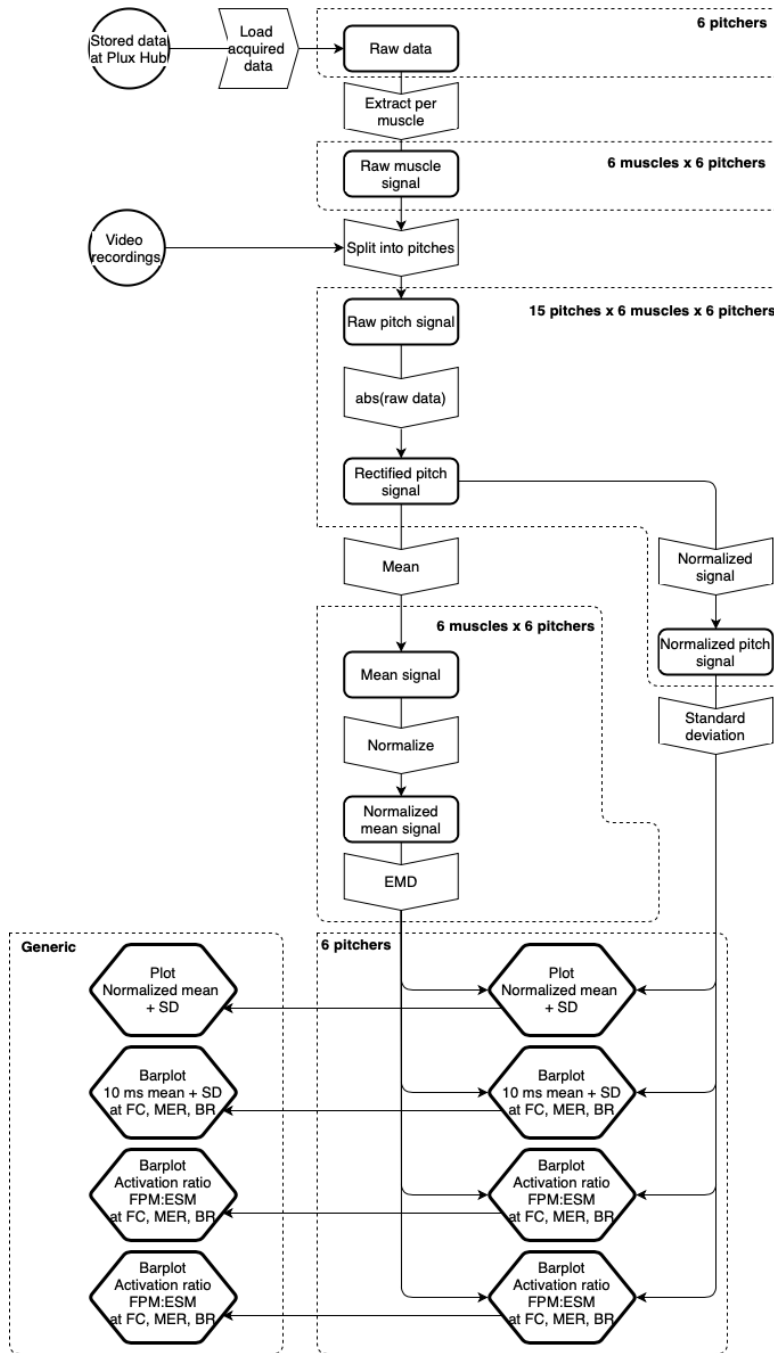 6 pitchers
Stored data
at Plux Hub
Load
acquired
data
Raw data
Extract per
muscle
6 muscles x 6 pitchers
Raw muscle
signal
Video
recordings
Split into pitches
15 pitches x 6 muscles x 6 pitchers
Raw pitch signal
abs(raw data)
Rectified pitch
signal
Mean
Normalized
signal
6 muscles x 6 pitchers
Normalized pitch
signal
Mean signal
Standard
deviation
Normalize
Normalized
mean signal
EMD
Generic
6 pitchers
Plot
Normalized mean
+ SD
Plot
Normalized mean
+ SD
Barplot
10 ms mean + SD
at FC, MER, BR
Barplot
10 ms mean + SD
at FC, MER, BR
Barplot
Activation ratio
FPM:ESM
at FC, MER, BR
Barplot
Activation ratio
FPM:ESM
at FC, MER, BR
Barplot
Activation ratio
FPM:ESM
at FC, MER, BR
Barplot
Activation ratio
FPM:ESM
at FC, MER, BR